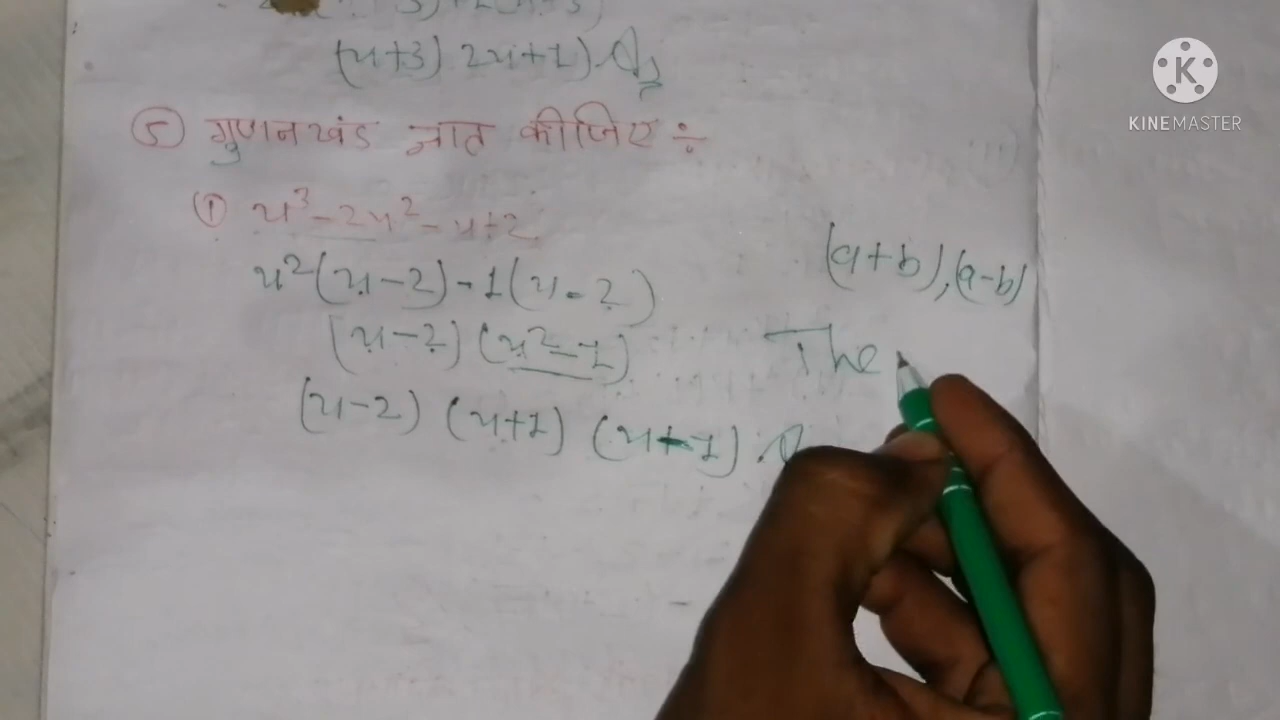 (x+3) 2x+1) Ans
K
KINEMASTER
⑤ गुणनखंड ज्ञात कीजिए ÷
① x³-2x²-x+2
x²(x-2)-1(x-2)
(a+b),(a-b)
(x-2) (x²-1)
The
(x-2) (x+1) (x-1)